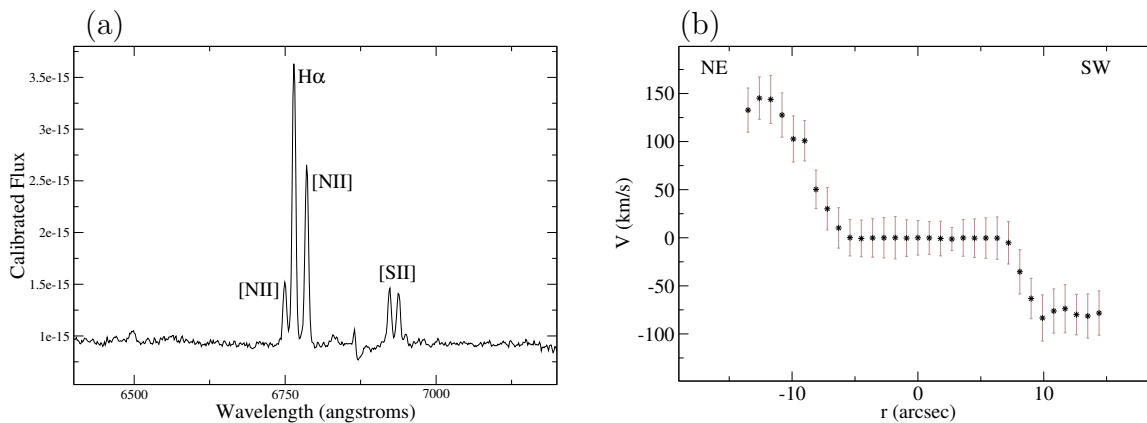 (a)
3.5e-15
3e-15
2.5e-15
2e-15
1.5e-15
1e-15
Calibrated Flux
Hα
[NII]
[NII]
[SII]
6500
6750
7000
Wavelength (angstroms)
(b)
NE
SW
150
100
50
0
-50
-100
V (km/s)
-10
0
10
r (arcsec)